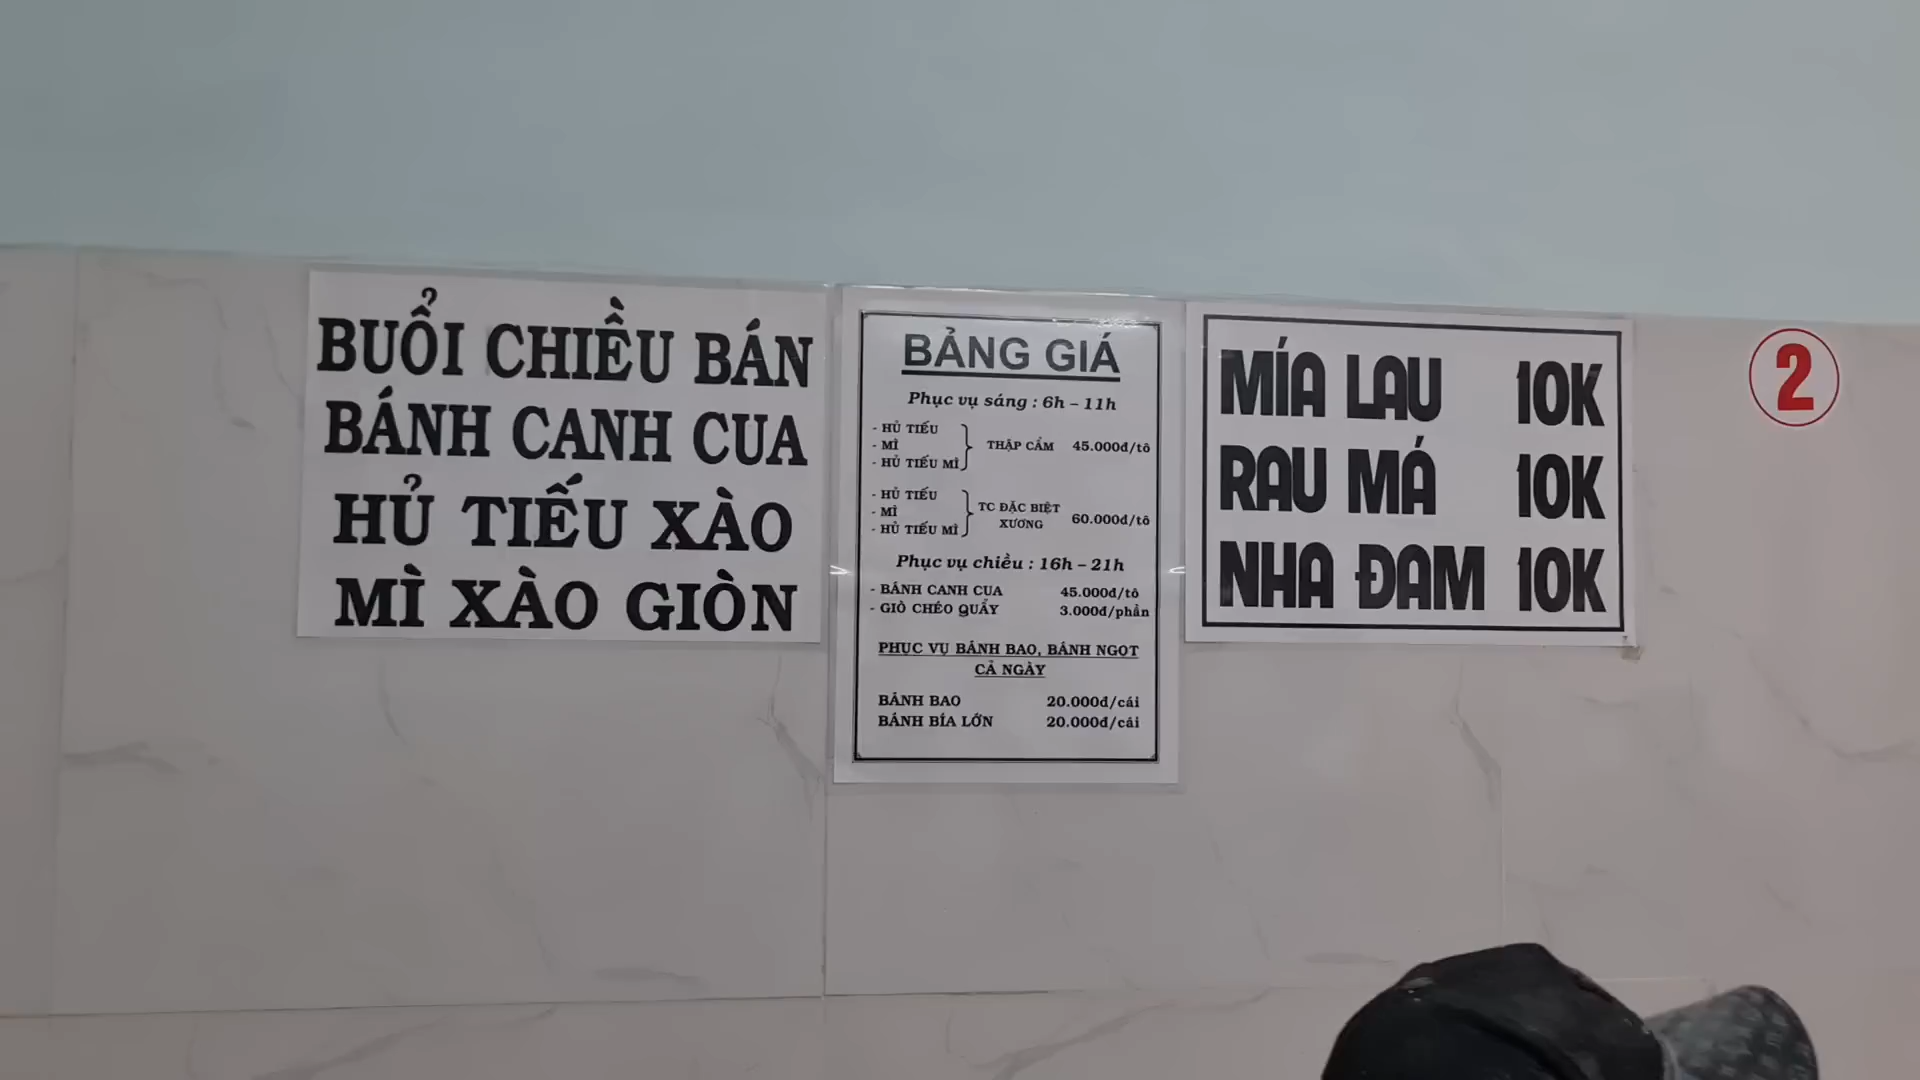 BUỔI CHIỀU BÁN
BÁNH CANH CUA
HỦ TIẾU XÀO
MÌ XÀO GIÒN
BẢNG GIÁ
Phục vụ sáng : 6h – 11h
- HỦ TIẾU
- MÌ
- HỦ TIẾU MÌ
THẬP CẨM 45.000đ/tô
- HỦ TIẾU
- MÌ
- HỦ TIẾU MÌ
TC ĐẶC BIỆT
XƯƠNG
60.000đ/tô
Phục vụ chiều : 16h – 21h
- BÁNH CANH CUA 45.000đ/tô
- GIÒ CHÉO QUẨY 3.000đ/phần
PHỤC VỤ BÁNH BAO, BÁNH NGỌT
CẢ NGÀY
BÁNH BAO 20.000đ/cái
BÁNH BÍA LỚN 20.000đ/cái
MÍA LAU 10K
RAU MÁ 10K
NHA ĐAM 10K
2